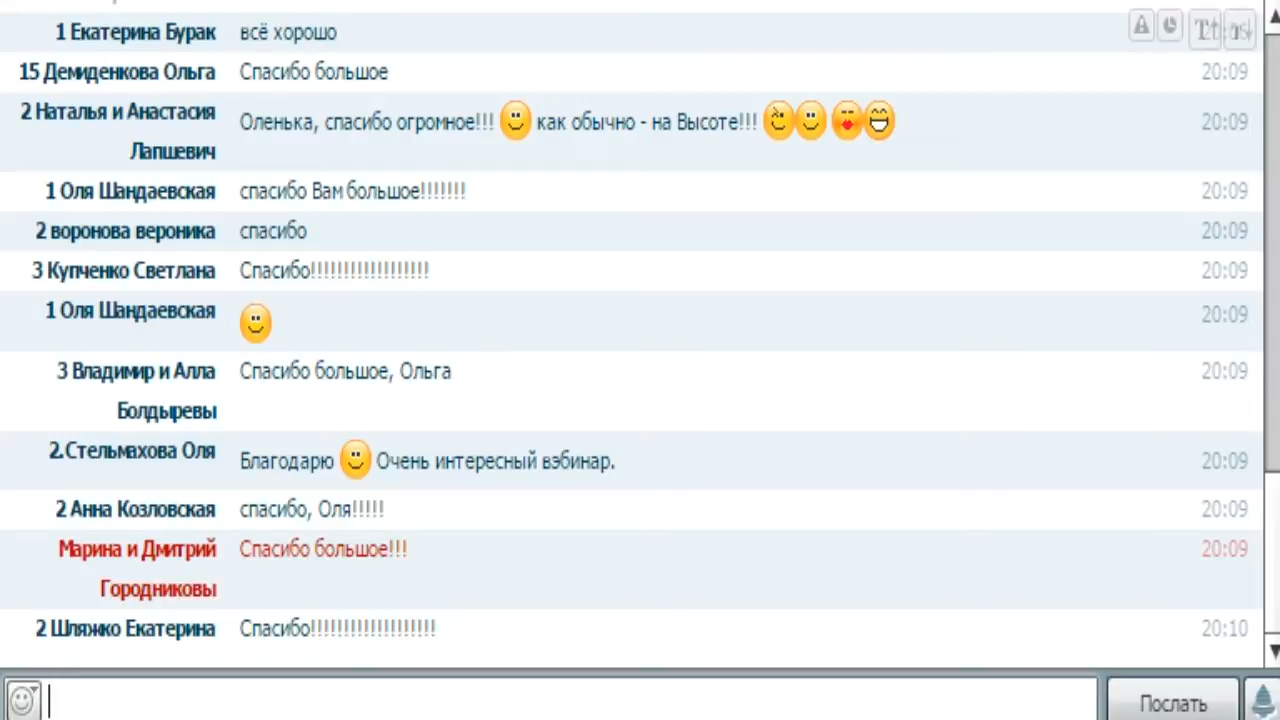 1 Екатерина Бурак всё хорошо
15 Демиденкова Ольга Спасибо большое 20:09
2 Наталья и Анастасия Лапшевич Оленька, спасибо огромное!!! как обычно - на Высоте!!! 20:09
1 Оля Шандаевская спасибо Вам большое!!!!!!! 20:09
2 воронова вероника спасибо 20:09
3 Купченко Светлана Спасибо!!!!!!!!!!!!!!!!!! 20:09
1 Оля Шандаевская 20:09
3 Владимир и Алла Болдыревы Спасибо большое, Ольга 20:09
2.Стельмахова Оля Благодарю Очень интересный вэбинар. 20:09
2 Анна Козловская спасибо, Оля!!!!! 20:09
Марина и Дмитрий Городниковы Спасибо большое!!! 20:09
2 Шляжко Екатерина Спасибо!!!!!!!!!!!!!!!!!!! 20:10
Послать